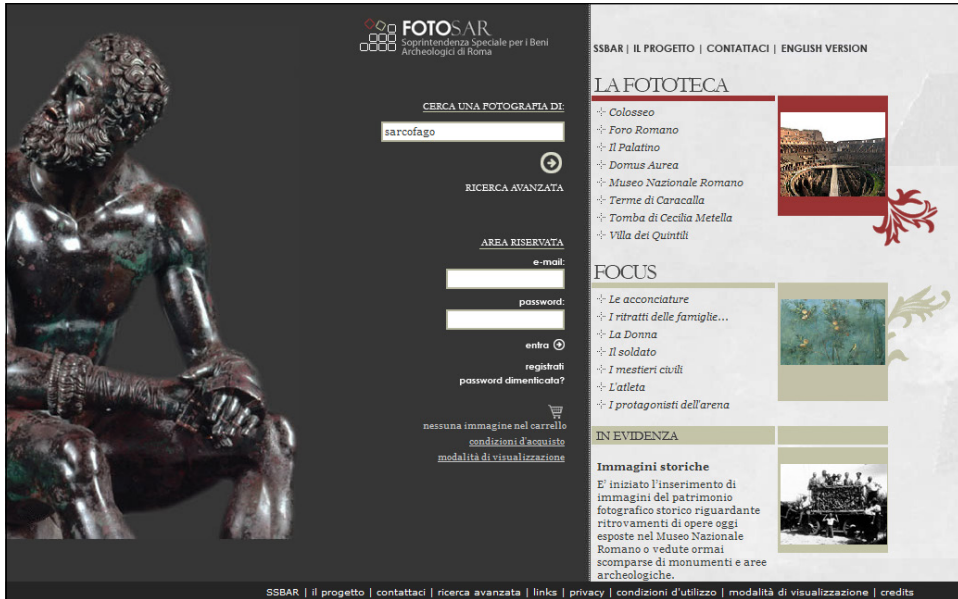 FOTOSAR
Soprintendenza Speciale per i Beni
Archeologici di Roma
CERCA UNA FOTOGRAFIA DI:
sarcofago
RICERCA AVANZATA
AREA RISERVATA
e-mail:
password:
entra
registrati
password dimenticata?
nessuna immagine nel carrello
condizioni d'acquisto
modalità di visualizzazione
SSBAR | IL PROGETTO | CONTATTACI | ENGLISH VERSION
LA FOTOTECA
Colosseo
Foro Romano
Il Palatino
Domus Aurea
Museo Nazionale Romano
Terme di Caracalla
Tomba di Cecilia Metella
Villa dei Quintili
FOCUS
Le acconciature
I ritratti delle famiglie...
La Donna
Il soldato
I mestieri civili
L'atleta
I protagonisti dell'arena
IN EVIDENZA
Immagini storiche
E' iniziato l'inserimento di
immagini del patrimonio
fotografico storico riguardante
ritrovamenti di opere oggi
esposte nel Museo Nazionale
Romano o vedute ormai
scomparse di monumenti e aree
archeologiche.
SSBAR | il progetto | contattaci | ricerca avanzata | links | privacy | condizioni d'utilizzo | modalità di visualizzazione | credits